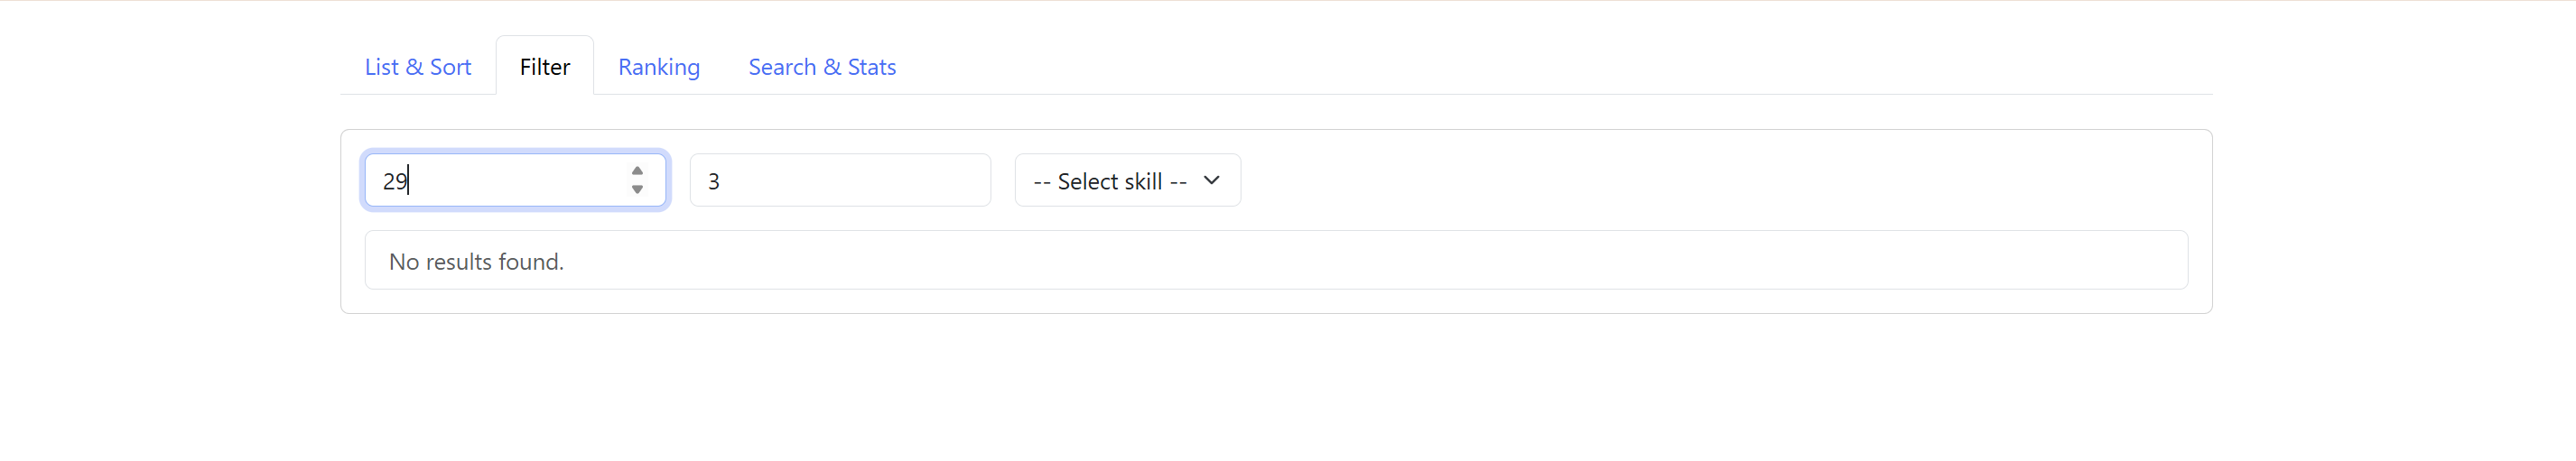 List & Sort Filter Ranking Search & Stats
29 3 -- Select skill --
No results found.